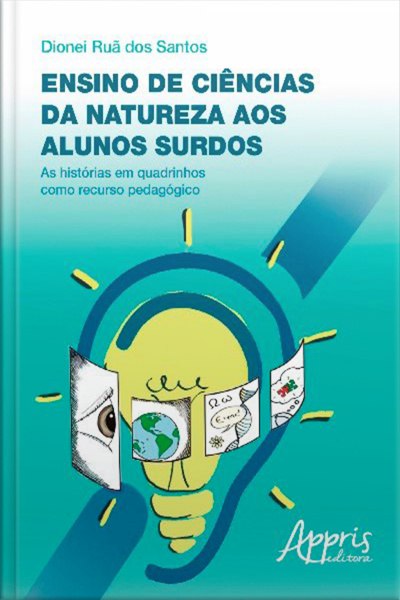 Dionei Ruã dos Santos
ENSINO DE CIÊNCIAS
DA NATUREZA AOS
ALUNOS SURDOS
As histórias em quadrinhos
como recurso pedagógico
Appris
editora